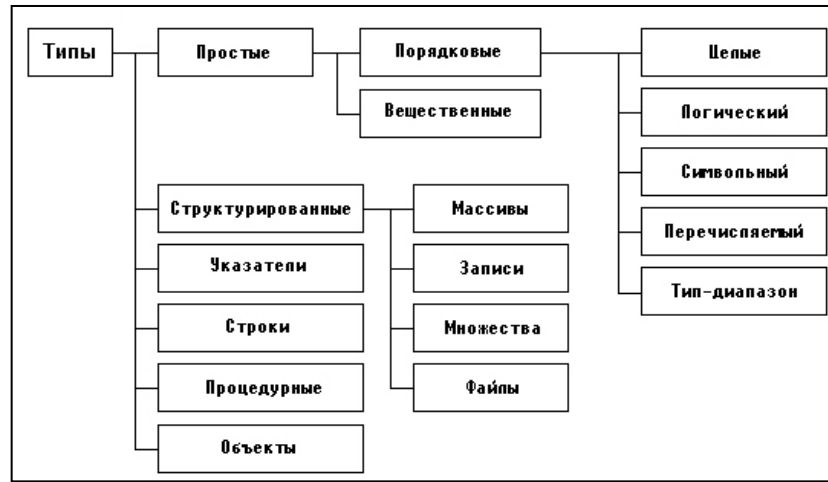 Типы
Простые
Порядковые
Целые
Вещественные
Логический
Символьный
Структурированные
Массивы
Перечисляемый
Указатели
Записи
Тип-диапазон
Строки
Множества
Процедурные
Файлы
Объекты